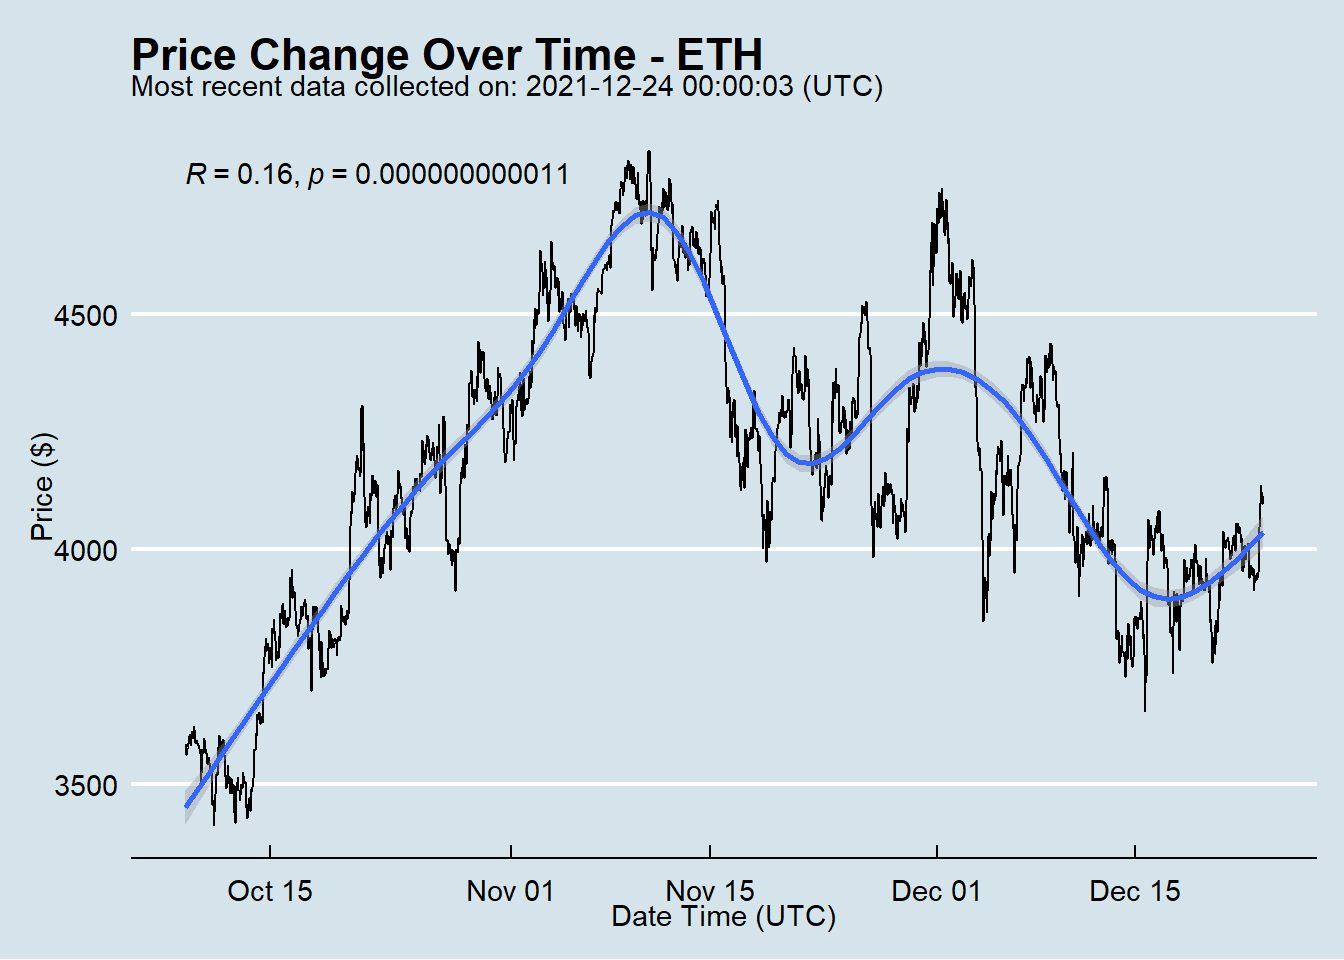 Price Change Over Time - ETH
Most recent data collected on: 2021-12-24 00:00:03 (UTC)
R = 0.16, p = 0.000000000011
4500
4000
3500
Price ($)
Oct 15
Nov 01
Nov 15
Dec 01
Dec 15
Date Time (UTC)